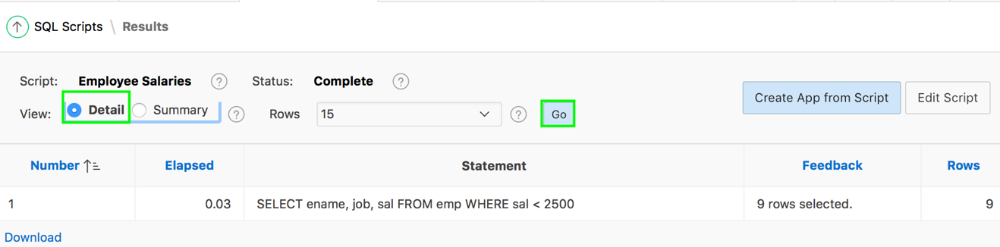 SQL Scripts \ Results
Script: Employee Salaries ? Status: Complete ?
Create App from Script Edit Script
View: Detail Summary ? Rows 15 ? Go
Number Elapsed Statement Feedback Rows
1 0.03 SELECT ename, job, sal FROM emp WHERE sal < 2500 9 rows selected. 9
Download